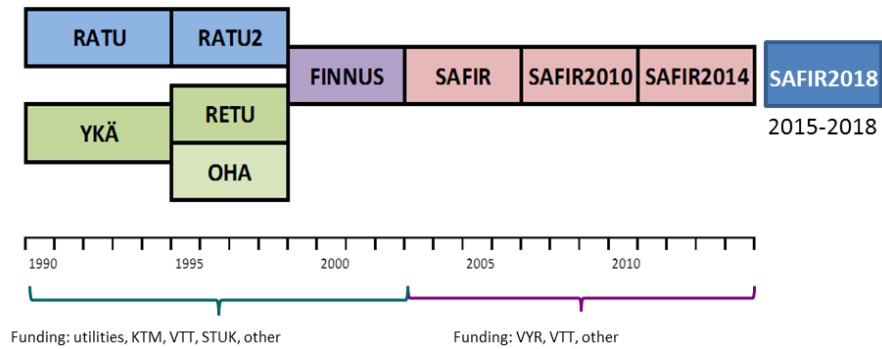 RATU
RATU2
FINNUS
SAFIR
SAFIR2010
SAFIR2014
SAFIR2018
2015-2018
YKÄ
RETU
OHA
1990
1995
2000
2005
2010
Funding: utilities, KTM, VTT, STUK, other
Funding: VYR, VTT, other